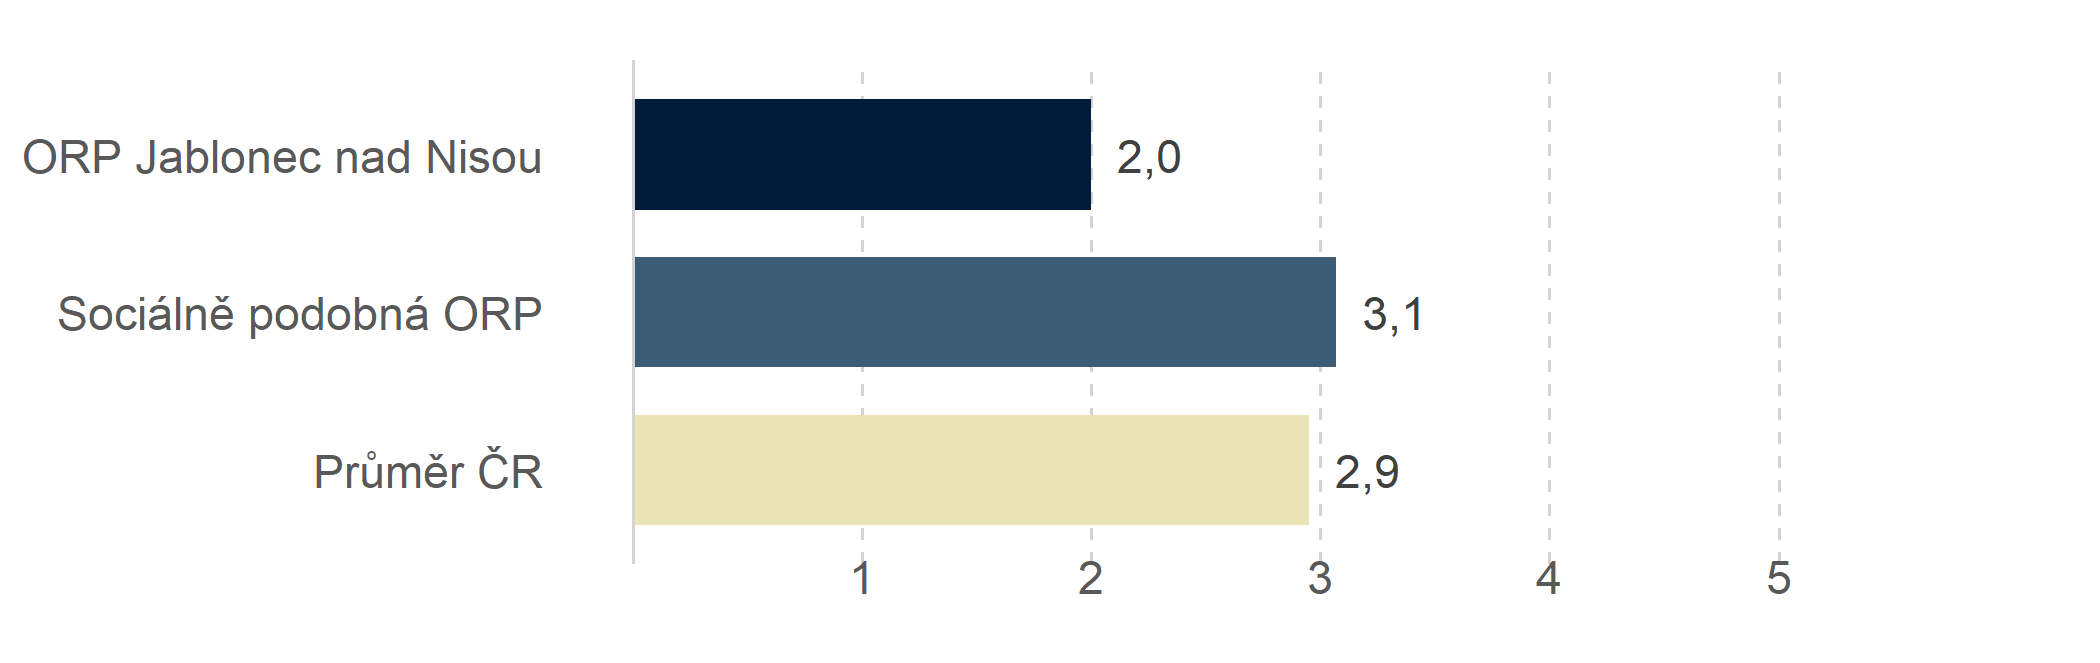 ORP Jablonec nad Nisou
2,0
Sociálně podobná ORP
3,1
Průměr ČR
2,9
1 2 3 4 5